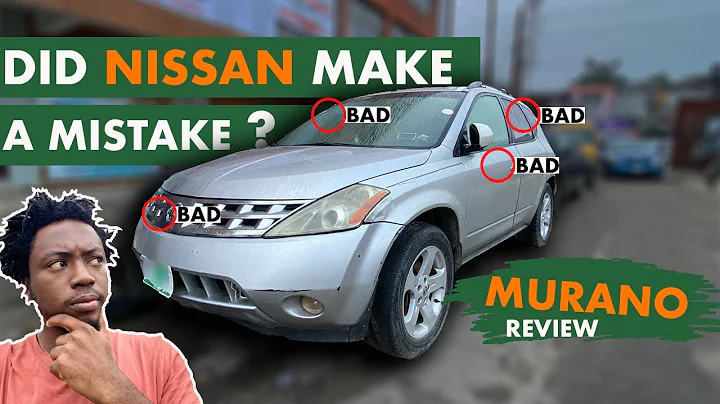 DID NISSAN MAKE
A MISTAKE ?
BAD
BAD
BAD
BAD
MURANO
REVIEW